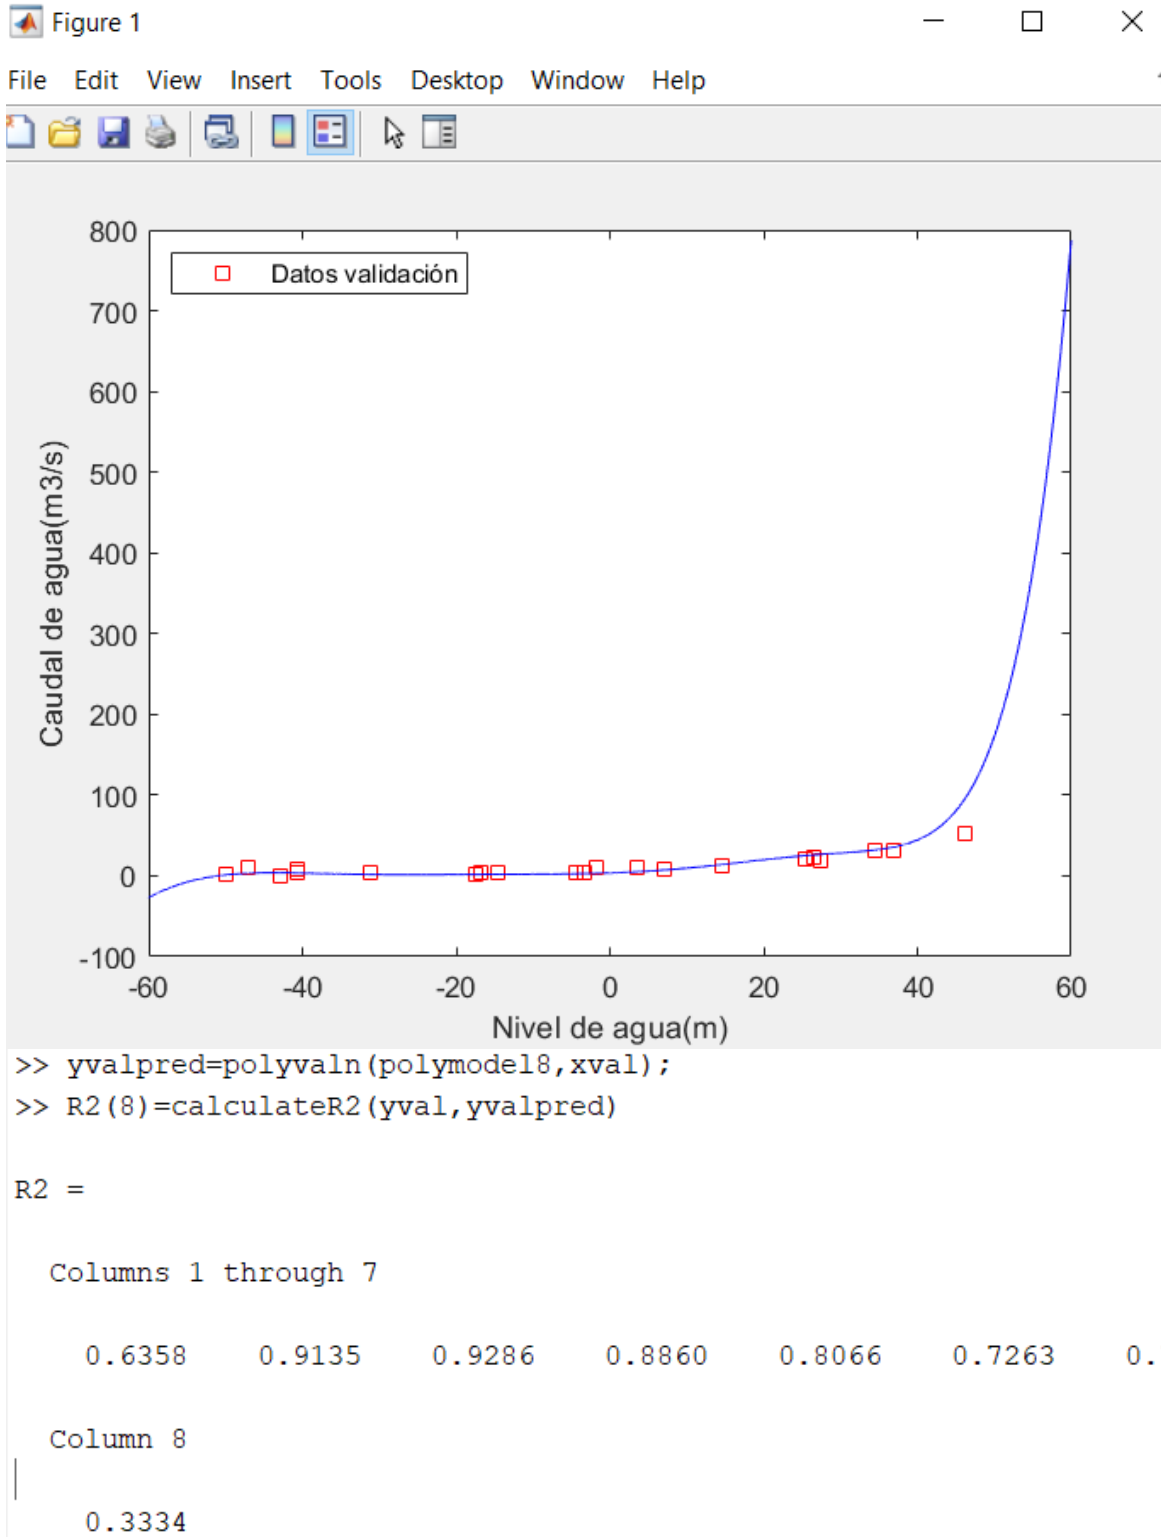 Figure 1
File Edit View Insert Tools Desktop Window Help
800
Datos validación
700
600
500
400
300
200
100
0
-100
-60 -40 -20 0 20 40 60
Caudal de agua(m3/s)
Nivel de agua(m)
>> yvalpred=polyvaln(polymodel8,xval);
>> R2(8)=calculateR2(yval,yvalpred)
R2 =
Columns 1 through 7
0.6358 0.9135 0.9286 0.8860 0.8066 0.7263 0.
Column 8
0.3334